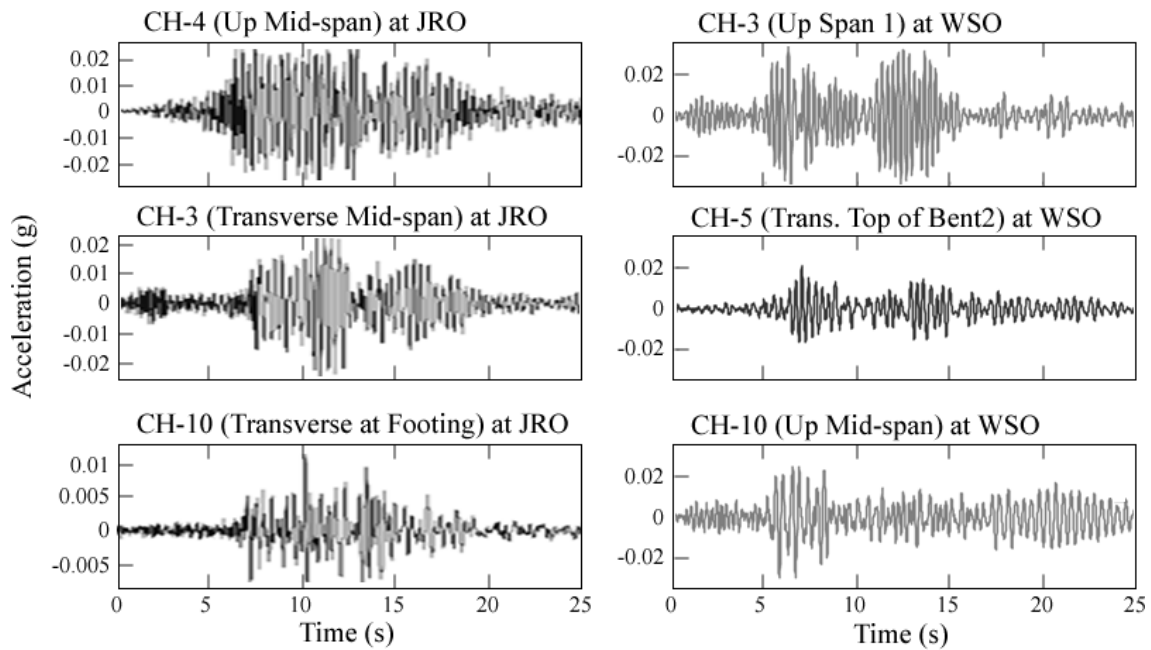 CH-4 (Up Mid-span) at JRO
0.02
0.01
0
-0.01
-0.02
5
10
15
20
25
CH-3 (Up Span 1) at WSO
0.02
0
-0.02
CH-3 (Transverse Mid-span) at JRO
0.02
0.01
0
-0.01
-0.02
CH-5 (Trans. Top of Bent2) at WSO
0.02
0
-0.02
Acceleration (g)
CH-10 (Transverse at Footing) at JRO
0.01
0.005
0
-0.005
0 5 10 15 20 25
Time (s)
CH-10 (Up Mid-span) at WSO
0.02
0
-0.02
0 5 10 15 20 25
Time (s)